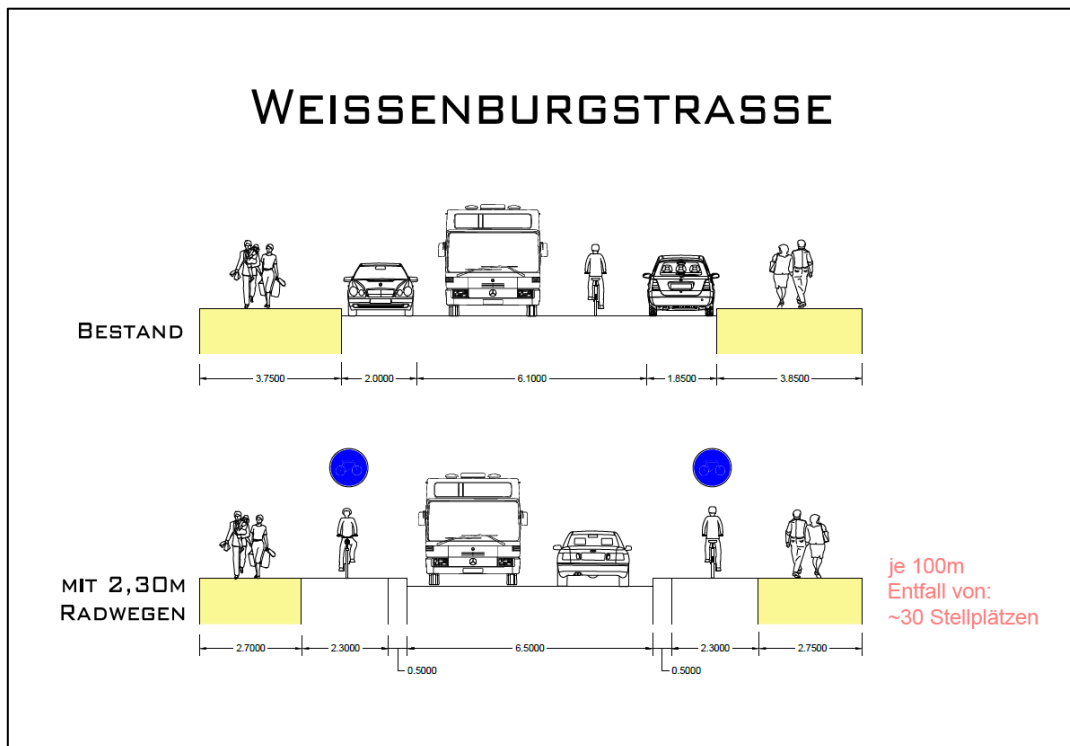 WEISSENBURGSTRASSE
BESTAND
3.7500 2.0000 6.1000 1.8500 3.8500
MIT 2,30M
RADWEGEN
je 100m
Entfall von:
~30 Stellplätzen
2.7000 2.3000 6.5000 2.3000 2.7500
0.5000 0.5000